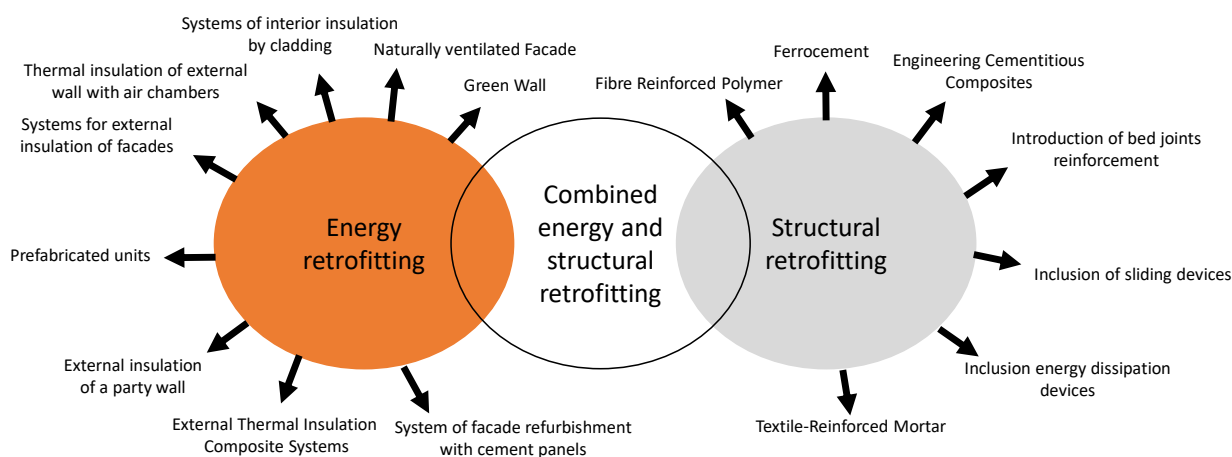 Systems of interior insulation
by cladding
Naturally ventilated Facade
Green Wall
Thermal insulation of external
wall with air chambers
Systems for external
insulation of facades
Prefabricated units
External insulation
of a party wall
External Thermal Insulation
Composite Systems
System of facade refurbishment
with cement panels
Energy
retrofitting
Combined
energy and
structural
retrofitting
Structural
retrofitting
Fibre Reinforced Polymer
Ferrocement
Engineering Cementitious
Composites
Introduction of bed joints
reinforcement
Inclusion of sliding devices
Inclusion energy dissipation
devices
Textile-Reinforced Mortar